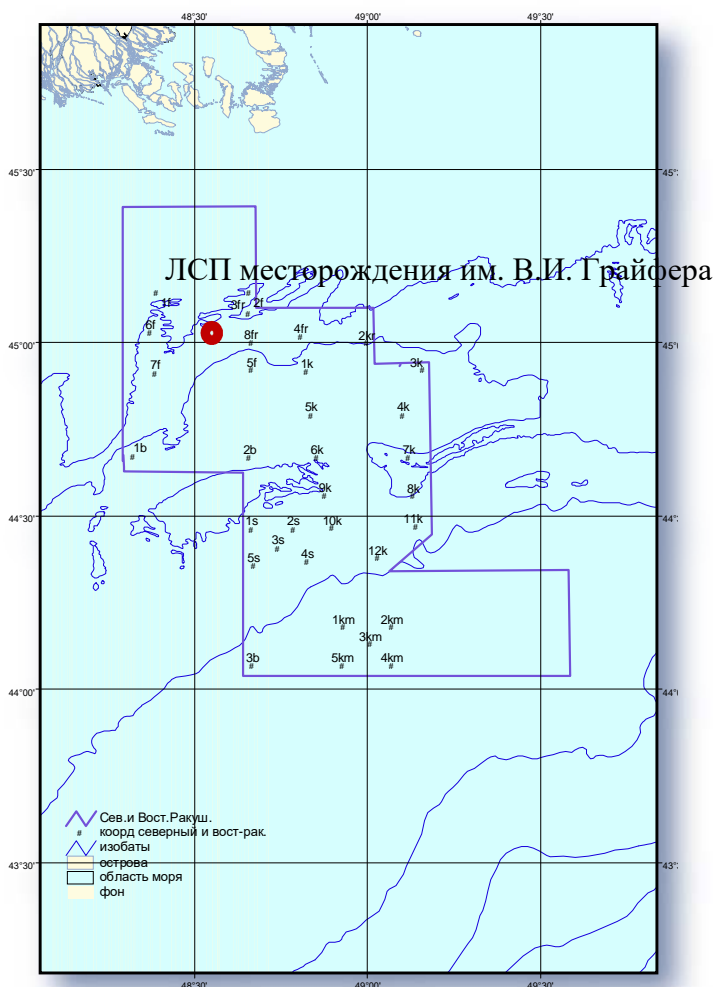 48°30' 49°00' 49°30'
45°30'
ЛСП месторождения им. В.И. Грайфера
1f 3fr 2f
6f 8fr 4fr 2kr
45°00'
7f 5f 1k 3k
5k 4k
1b 2b 6k 7k
9k 8k
44°30'
1s 2s 10k 11k
3s
5s 4s 12k
1km 2km
3km
3b 5km 4km
44°00'
Сев.и Вост.Ракуш.
# коорд северный и вост-рак.
изобаты
43°30' острова
область моря
фон
48°30' 49°00' 49°30'